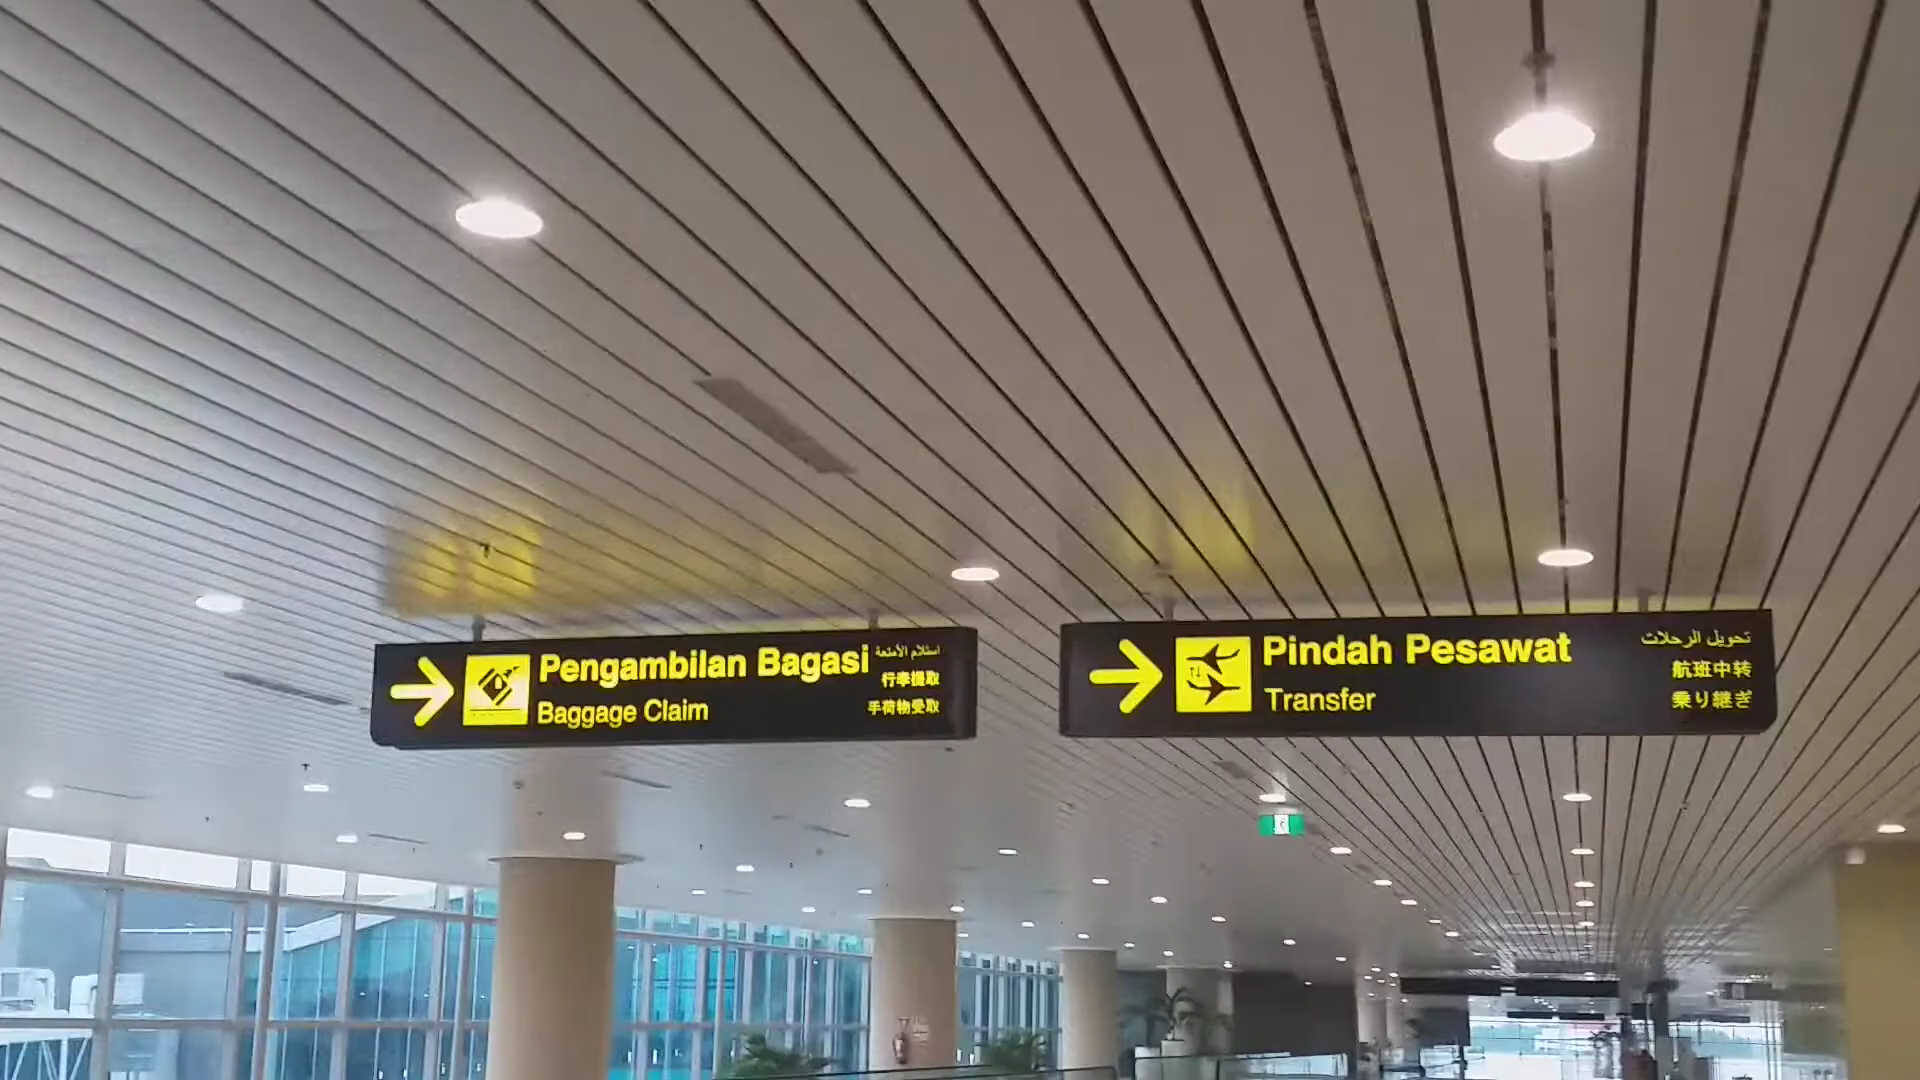 Pengambilan Bagasi
Baggage Claim
استلام الأمتعة
行李提取
手荷物受取
Pindah Pesawat
Transfer
تحويل الرحلات
航班中转
乗り継ぎ